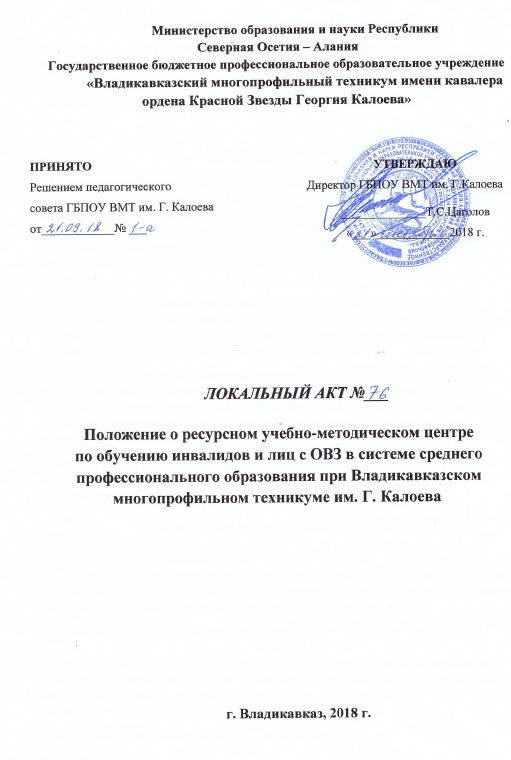 Министерство образования и науки Республики
Северная Осетия – Алания
Государственное бюджетное профессиональное образовательное учреждение
«Владикавказский многопрофильный техникум имени кавалера
ордена Красной Звезды Георгия Калоева»
ПРИНЯТО
Решением педагогического
совета ГБПОУ ВМТ им. Г. Калоева
от 21.09.18 № 1-а
УТВЕРЖДАЮ
Директор ГБПОУ ВМТ им. Г.Калоева
Т.С.Цаголов
2018 г.
ЛОКАЛЬНЫЙ АКТ № 76
Положение о ресурсном учебно-методическом центре
по обучению инвалидов и лиц с ОВЗ в системе среднего
профессионального образования при Владикавказском
многопрофильном техникуме им. Г. Калоева
г. Владикавказ, 2018 г.